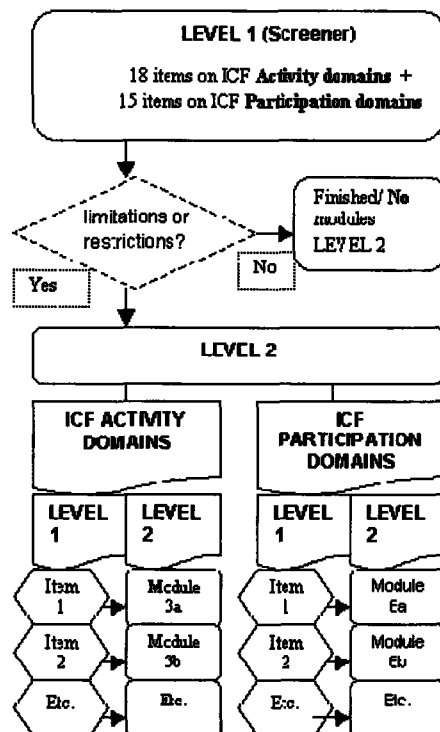 LEVEL 1 (Screener)
18 items on ICF Activity domains +
15 items on ICF Participation domains
limitations or
restrictions?
Finished/ No
modules
LEVEL 2
Yes
No
LEVEL 2
ICF ACTIVITY
DOMAINS
ICF
PARTICIPATION
DOMAINS
LEVEL
1
LEVEL
2
LEVEL
1
LEVEL
2
Item
1
Module
3a
Item
1
Module
Item
2
Module
Item
2
Module
Etc.
Etc.
Etc.
Etc.